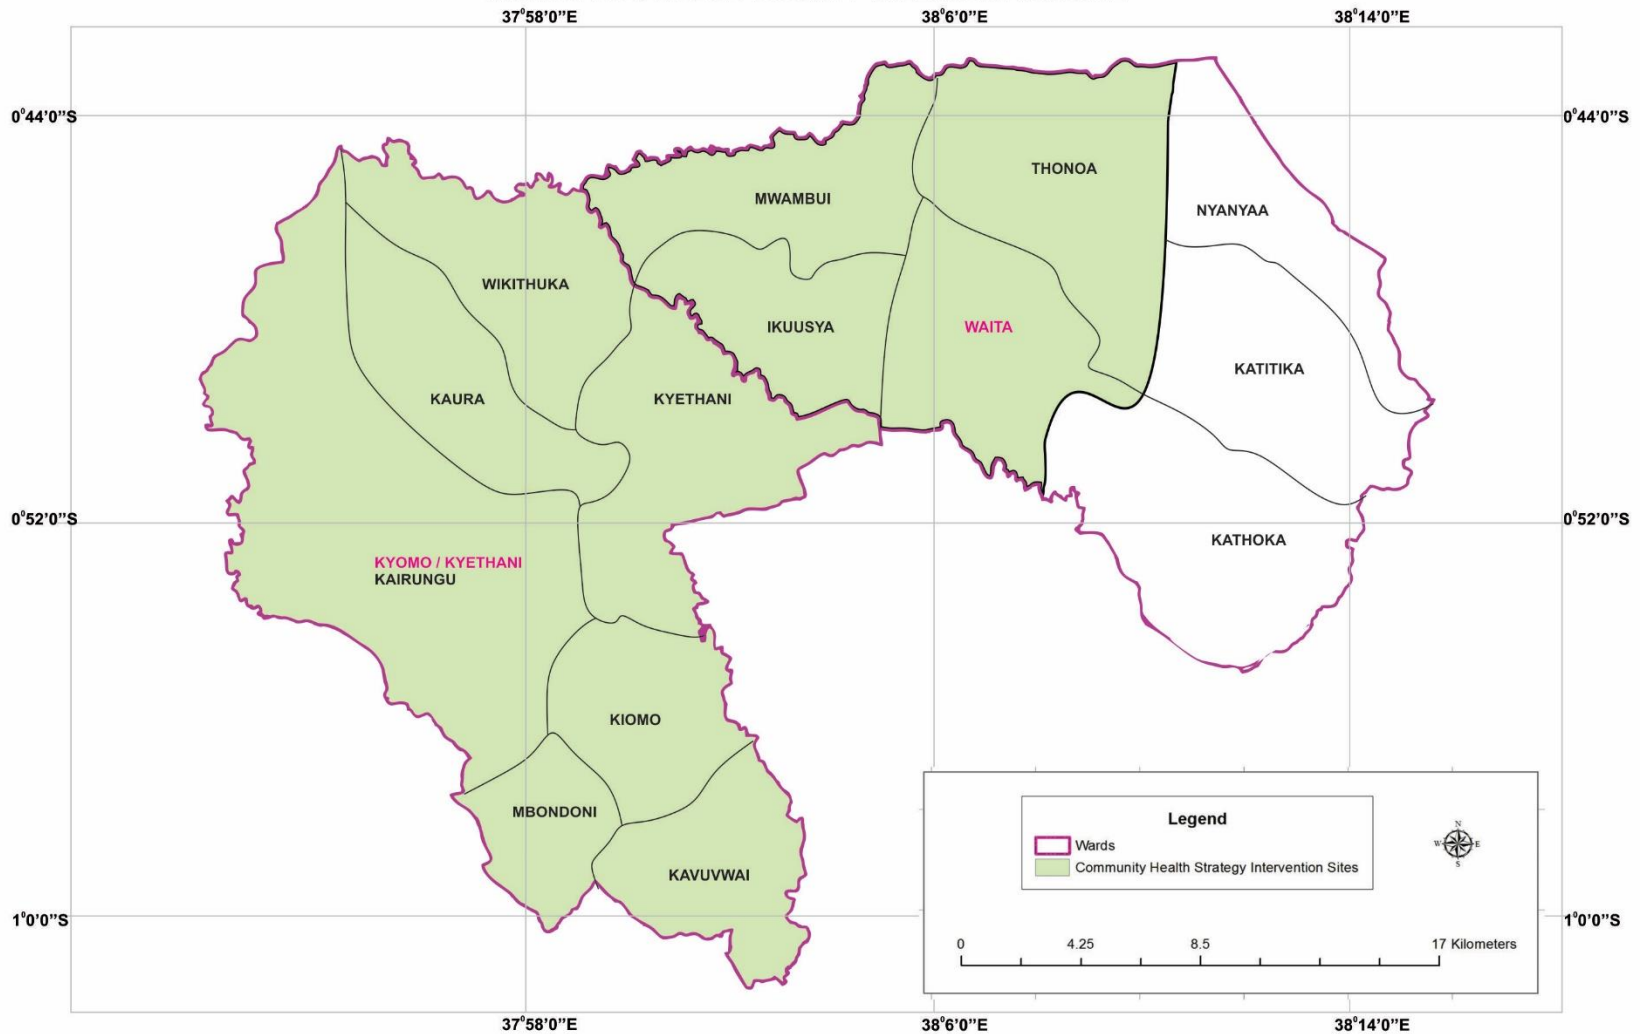 37°58'0"E
38°6'0"E
38°14'0"E
0°44'0"S
0°44'0"S
THONOA
MWAMBUI
NYANYAA
WIKITHUKA
IKUUSYA
WAITA
KATITIKA
KAURA
KYETHANI
0°52'0"S
0°52'0"S
KATHOKA
KYOMO / KYETHANI
KAIRUNGU
KIOMO
MBONDONI
KAVUVWAI
Legend
Wards
Community Health Strategy Intervention Sites
N
W
E
S
0
4.25
8.5
17 Kilometers
1°0'0"S
1°0'0"S
37°58'0"E
38°6'0"E
38°14'0"E